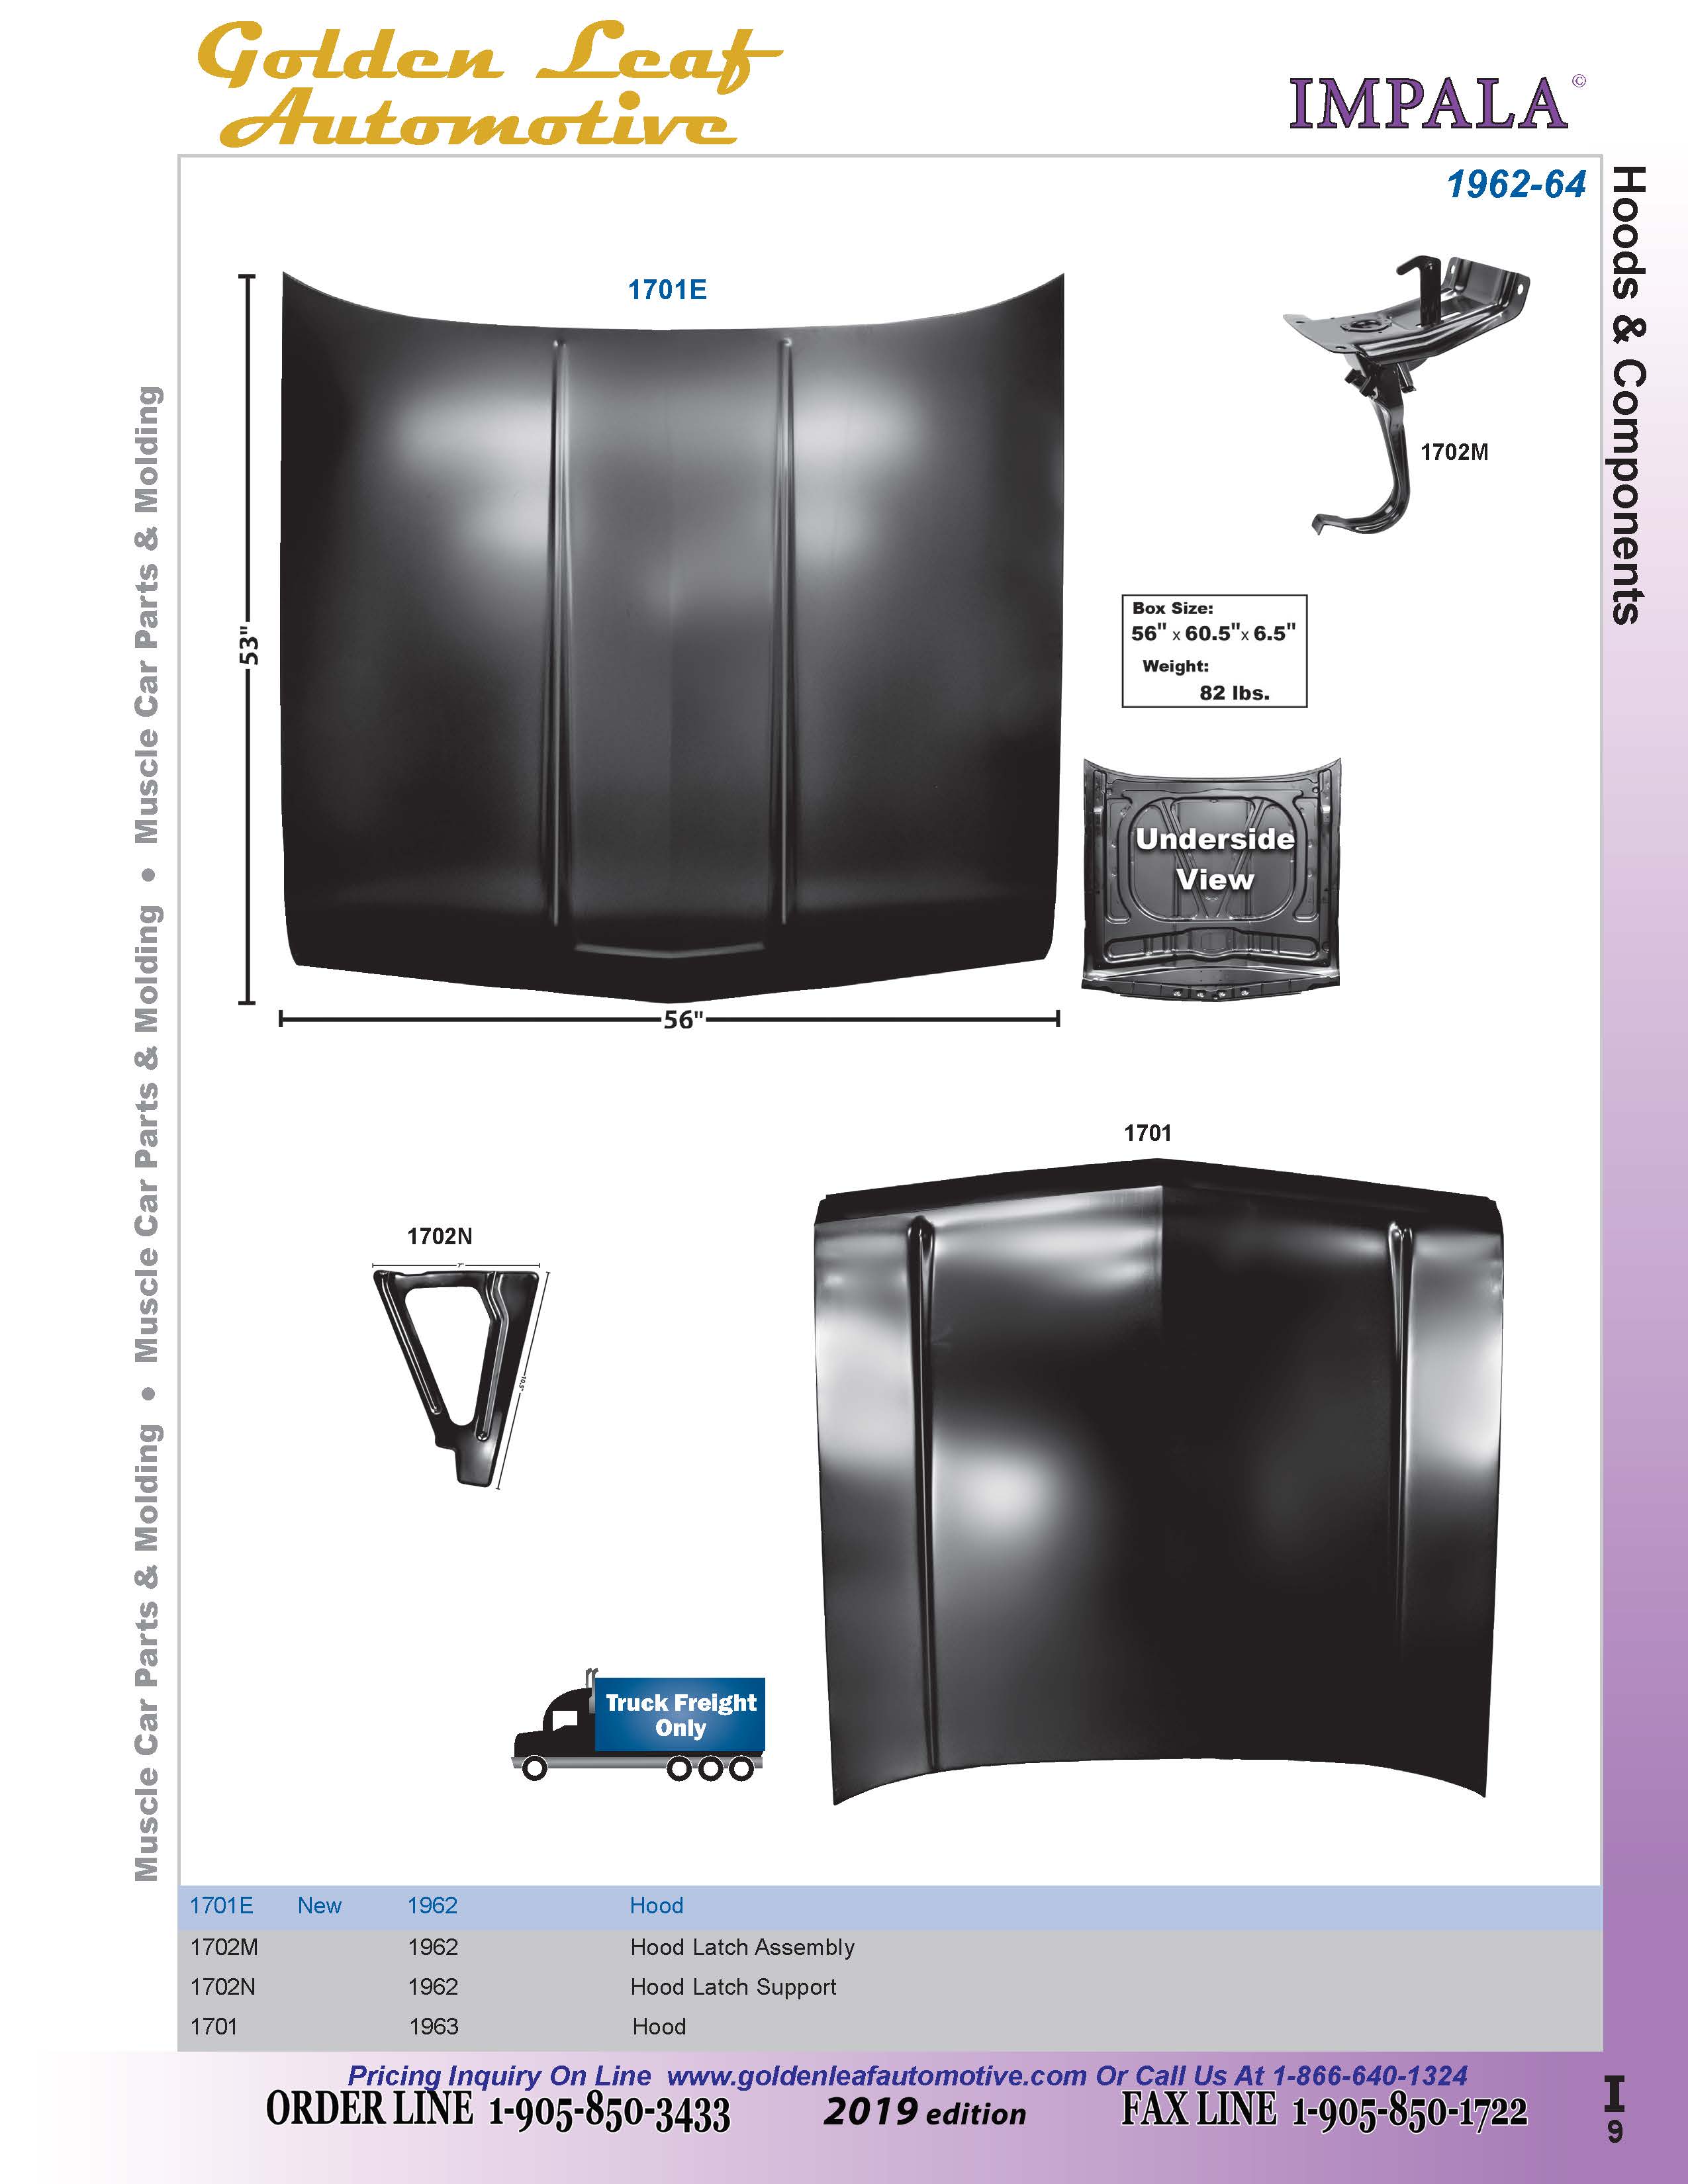 Golden Leaf
Automotive
IMPALA©
1962-64
Hoods & Components
Muscle Car Parts & Molding • Muscle Car Parts & Molding • Muscle Car Parts & Molding
1701E
53"
56"
1702M
Box Size:
56" x 60.5"x 6.5"
Weight:
82 lbs.
Underside
View
1701
1702N
7"
10.5"
Truck Freight
Only
1701E New 1962 Hood
1702M 1962 Hood Latch Assembly
1702N 1962 Hood Latch Support
1701 1963 Hood
Pricing Inquiry On Line www.goldenleafautomotive.com Or Call Us At 1-866-640-1324
ORDER LINE 1-905-850-3433 2019 edition FAX LINE 1-905-850-1722
I
9